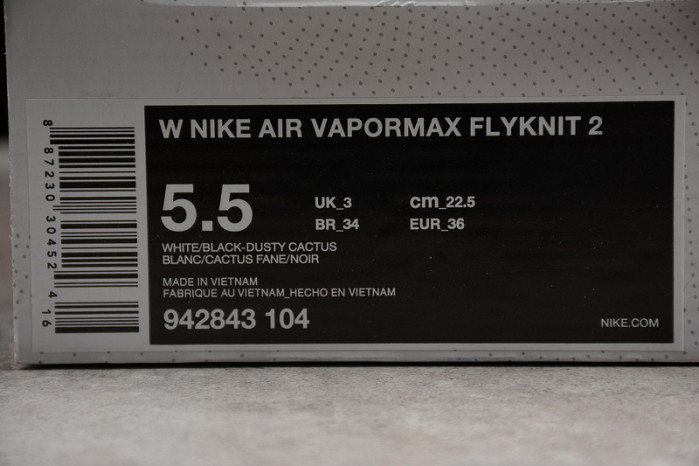 W NIKE AIR VAPORMAX FLYKNIT 2
5.5
UK_3 cm_22.5
BR_34 EUR_36
WHITE/BLACK-DUSTY CACTUS
BLANC/CACTUS FANE/NOIR
MADE IN VIETNAM
FABRIQUE AU VIETNAM_HECHO EN VIETNAM
942843 104
NIKE.COM
8 87230 30452 4 16